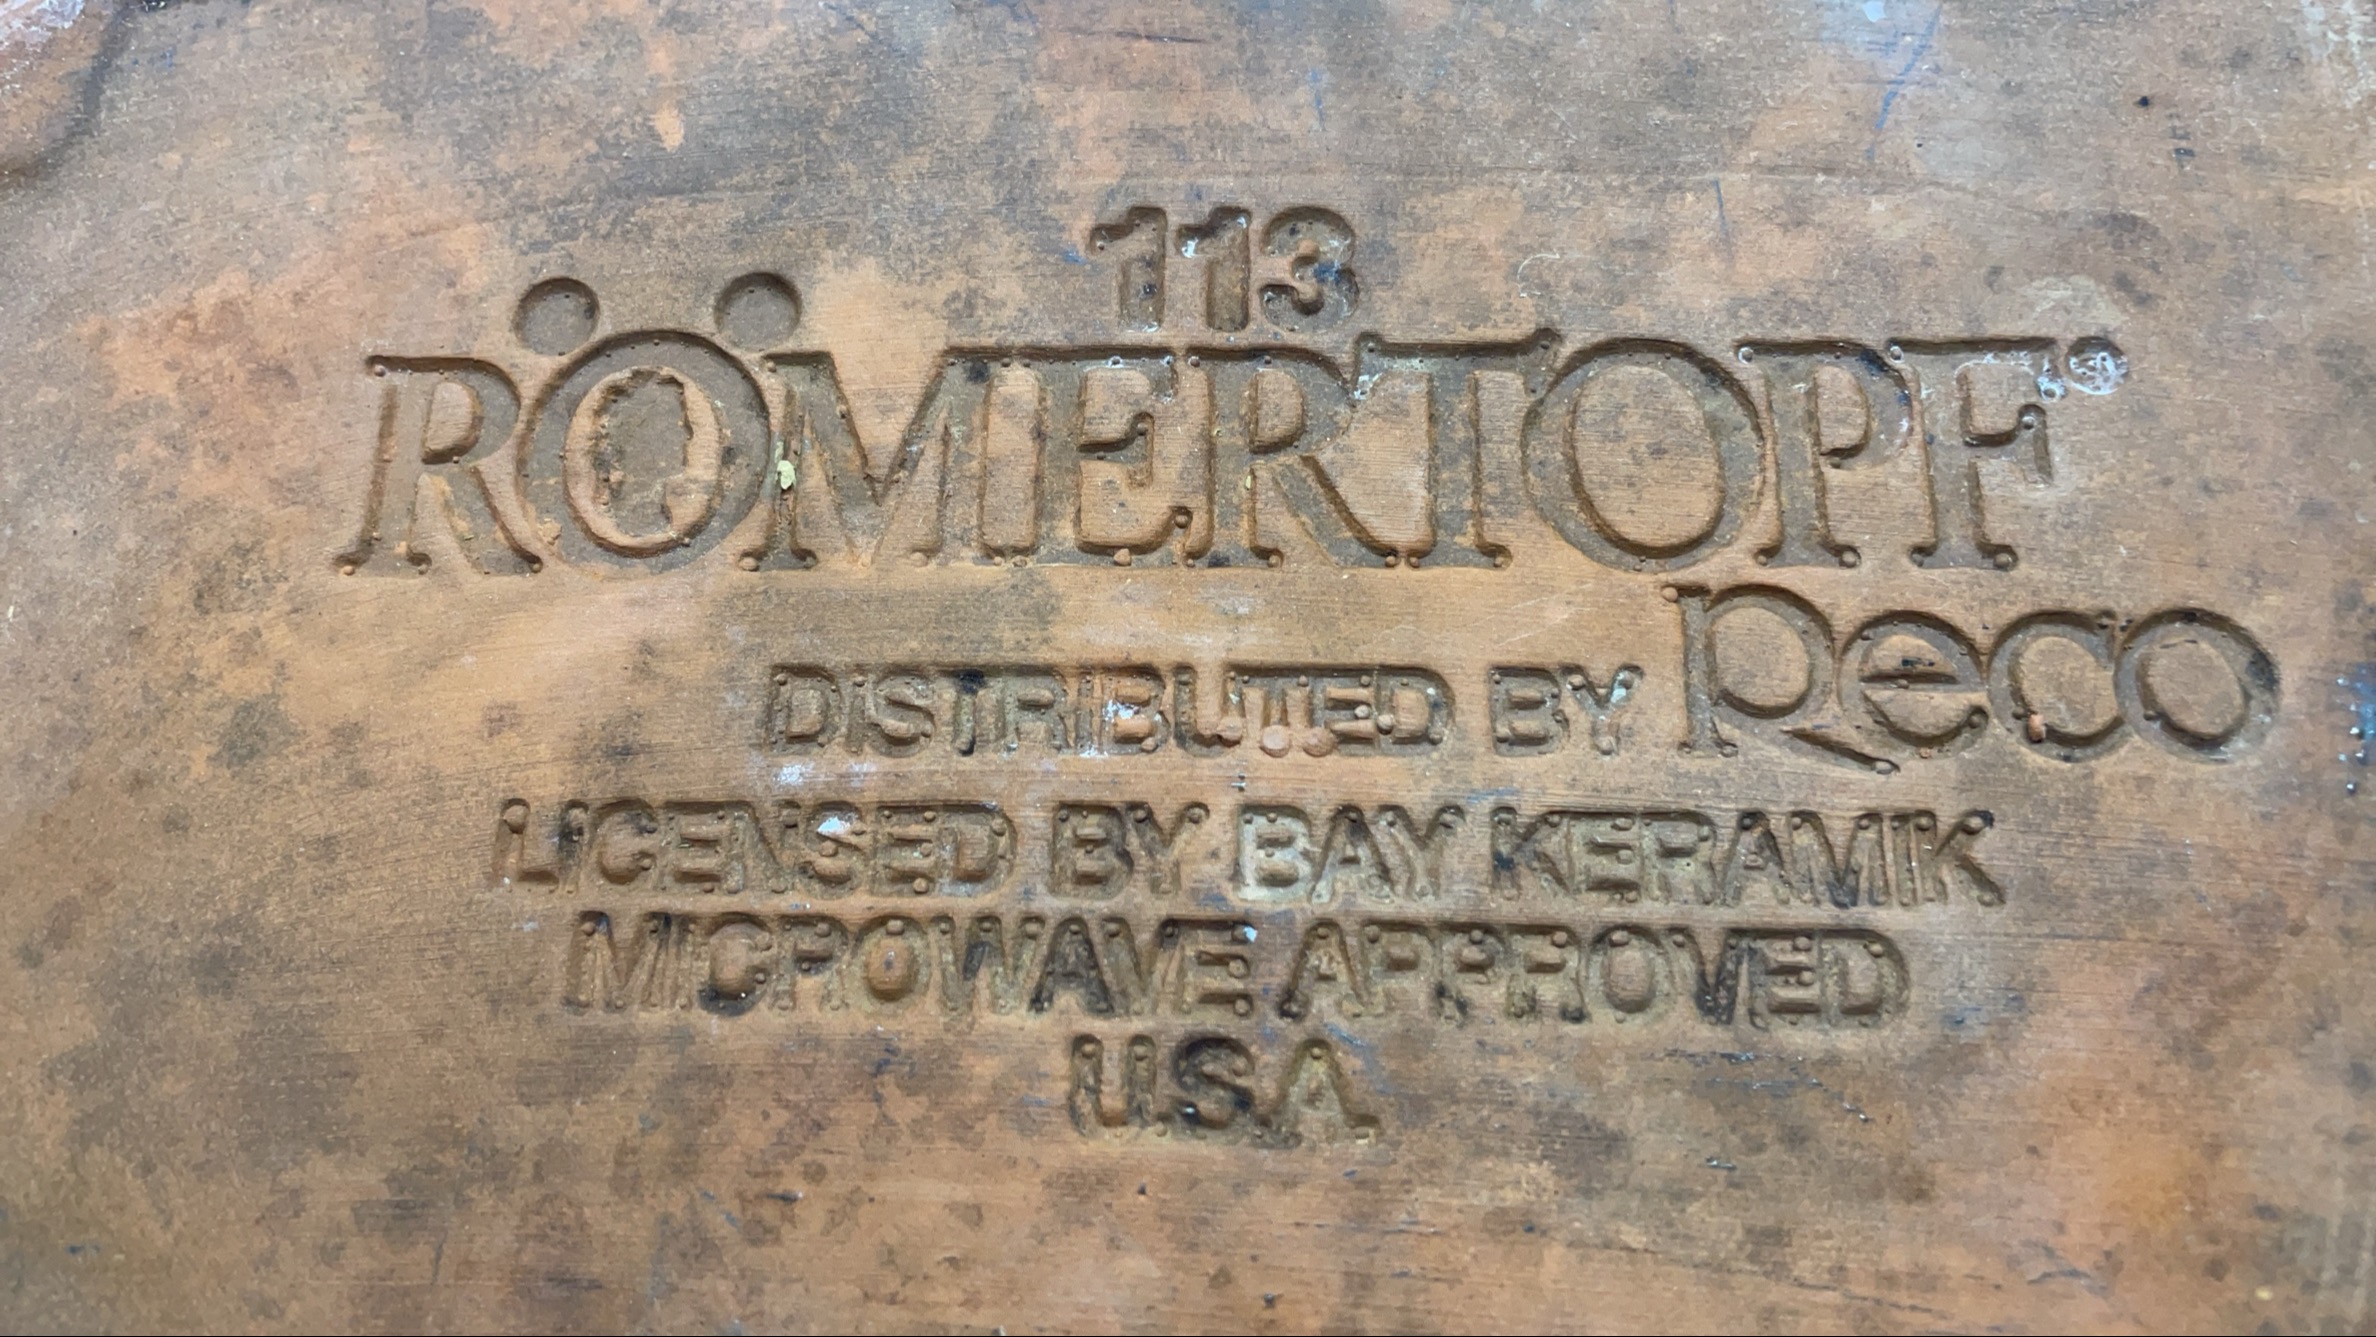 113
RÖMERTOPF®
DISTRIBUTED BY Reco
LICENSED BY BAY KERAMIK
MICROWAVE APPROVED
U.S.A